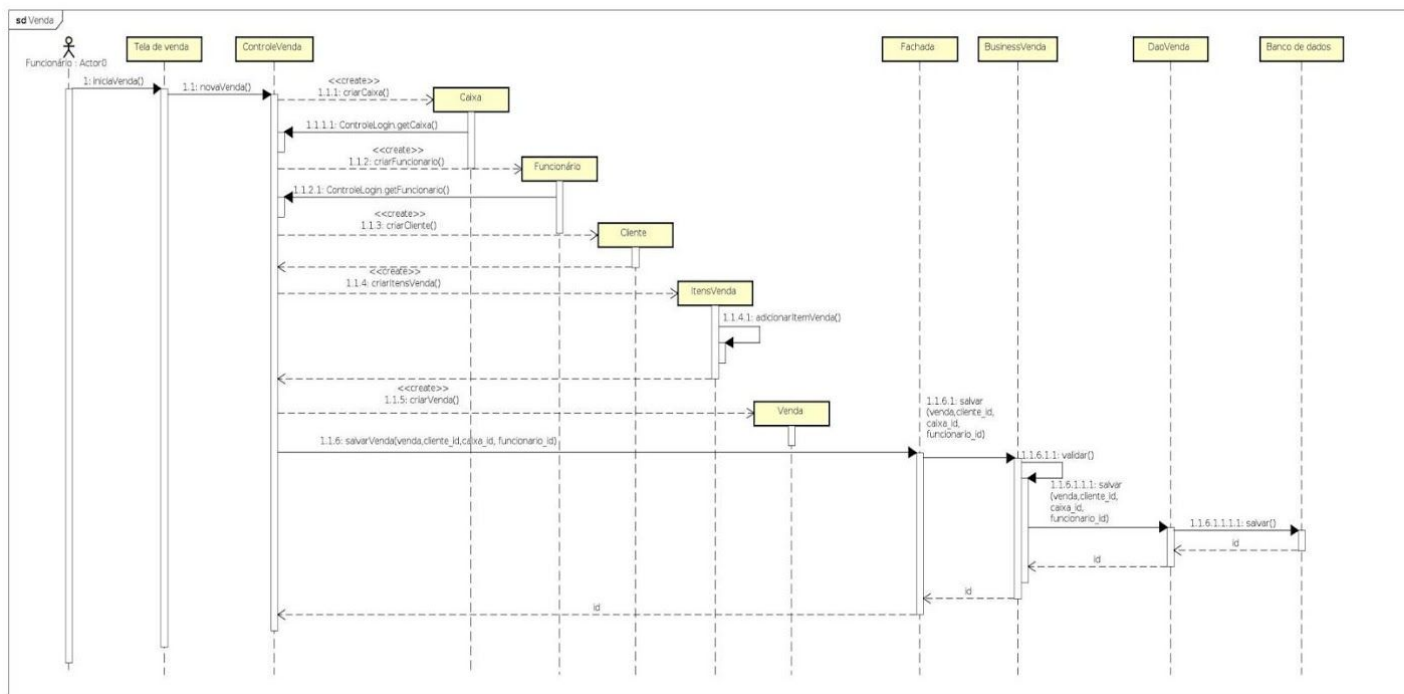 sd Venda
Funcionário : Actor0
Tela de venda
ControleVenda
Fachada
BusinessVenda
DaoVenda
Banco de dados
1: iniciaVenda()
1.1: novaVenda()
<<create>>
1.1.1: criarCaixa()
Caixa
1.1.1.1: ControleLogin.getCaixa()
<<create>>
1.1.2: criarFuncionario()
Funcionário
1.1.2.1: ControleLogin.getFuncionario()
<<create>>
1.1.3: criarCliente()
Cliente
<<create>>
1.1.4: criarItensVenda()
ItensVenda
1.1.4.1: adicionarItemVenda()
<<create>>
1.1.5: criarVenda()
Venda
1.1.6: salvarVenda(venda,cliente_id,caixa_id, funcionario_id)
1.1.6.1: salvar
(venda,cliente_id,
caixa_id,
funcionario_id)
1.1.6.1.1: validar()
1.1.6.1.1.1: salvar
(venda,cliente_id,
caixa_id,
funcionario_id)
1.1.6.1.1.1.1: salvar()
id
id
id
id